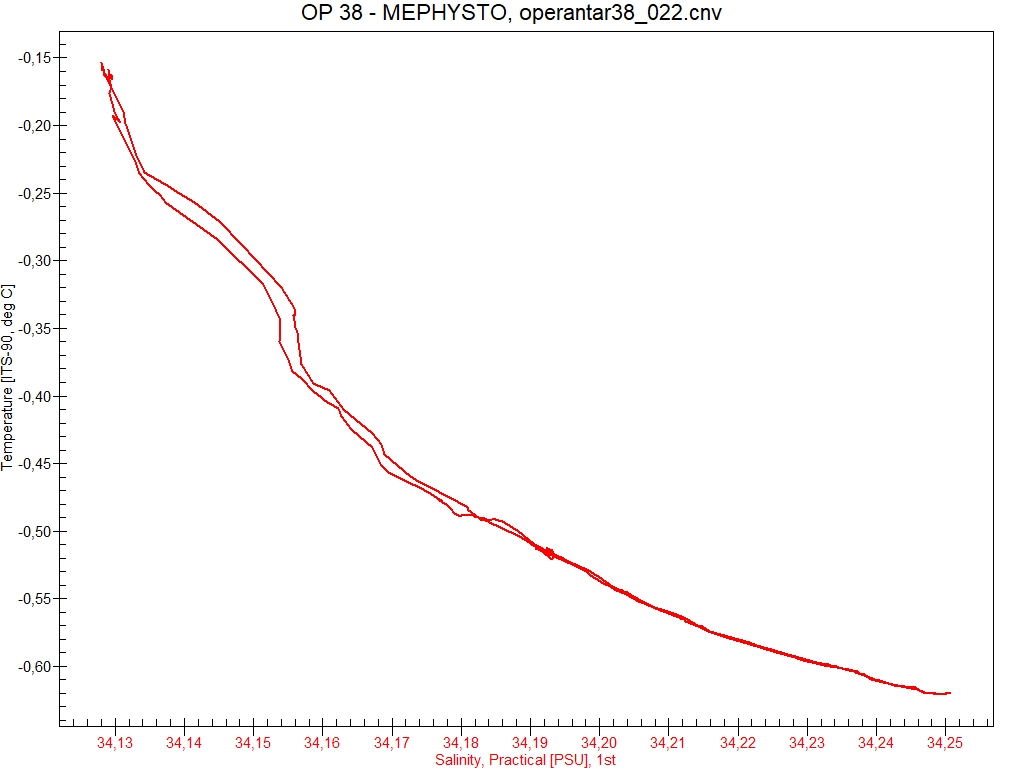 OP 38 - MEPHYSTO, operantar38_022.cnv
-0,15
-0,20
-0,25
-0,30
-0,35
-0,40
-0,45
-0,50
-0,55
-0,60
Temperature [ITS-90, deg C]
34,13 34,14 34,15 34,16 34,17 34,18 34,19 34,20 34,21 34,22 34,23 34,24 34,25
Salinity, Practical [PSU], 1st